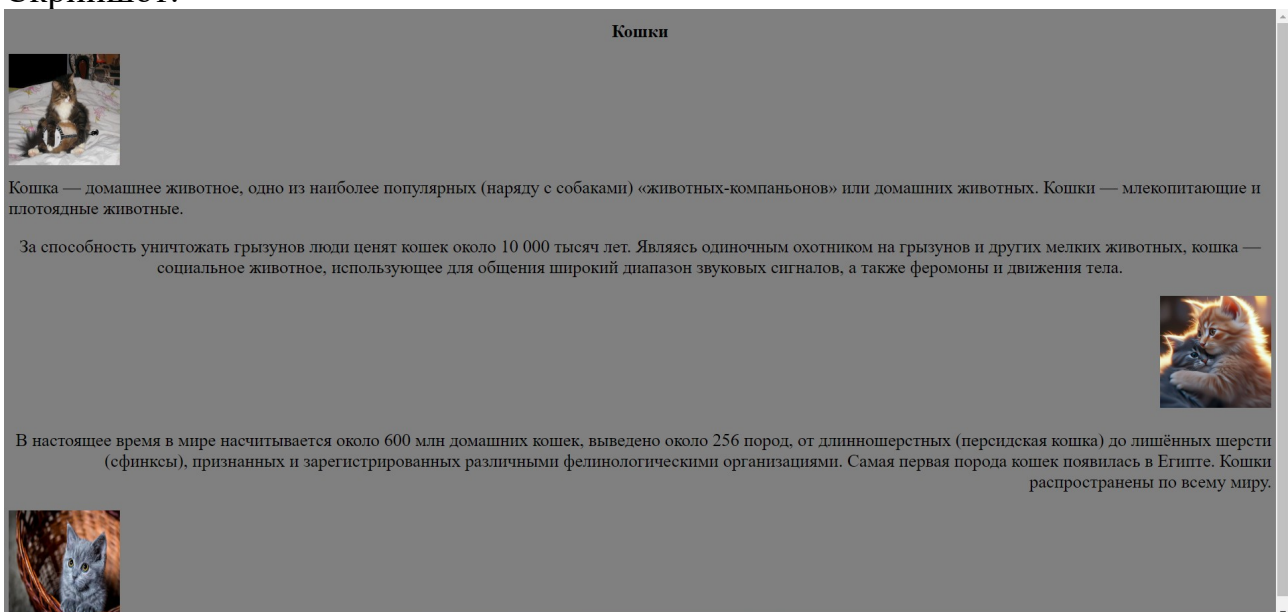 Скриншот:
Кошки
Кошка — домашнее животное, одно из наиболее популярных (наряду с собаками) «животных-компаньонов» или домашних животных. Кошки — млекопитающие и
плотоядные животные.
За способность уничтожать грызунов люди ценят кошек около 10 000 тысяч лет. Являясь одиночным охотником на грызунов и других мелких животных, кошка —
социальное животное, использующее для общения широкий диапазон звуковых сигналов, а также феромоны и движения тела.
В настоящее время в мире насчитывается около 600 млн домашних кошек, выведено около 256 пород, от длинношерстных (персидская кошка) до лишённых шерсти
(сфинксы), признанных и зарегистрированных различными фелинологическими организациями. Самая первая порода кошек появилась в Египте. Кошки
распространены по всему миру.